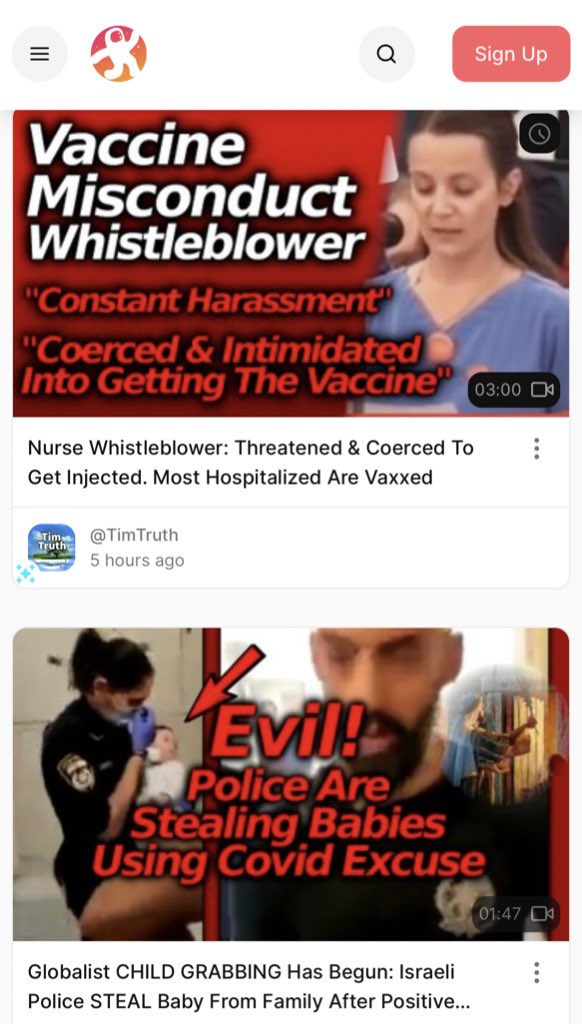 Sign Up
Vaccine
Misconduct
Whistleblower
"Constant Harassment"
"Coerced & Intimidated
Into Getting The Vaccine"
03:00
Nurse Whistleblower: Threatened & Coerced To
Get Injected. Most Hospitalized Are Vaxxed
Tim
Truth
@TimTruth
5 hours ago
Evil!
Police Are
Stealing Babies
Using Covid Excuse
01:47
Globalist CHILD GRABBING Has Begun: Israeli
Police STEAL Baby From Family After Positive...